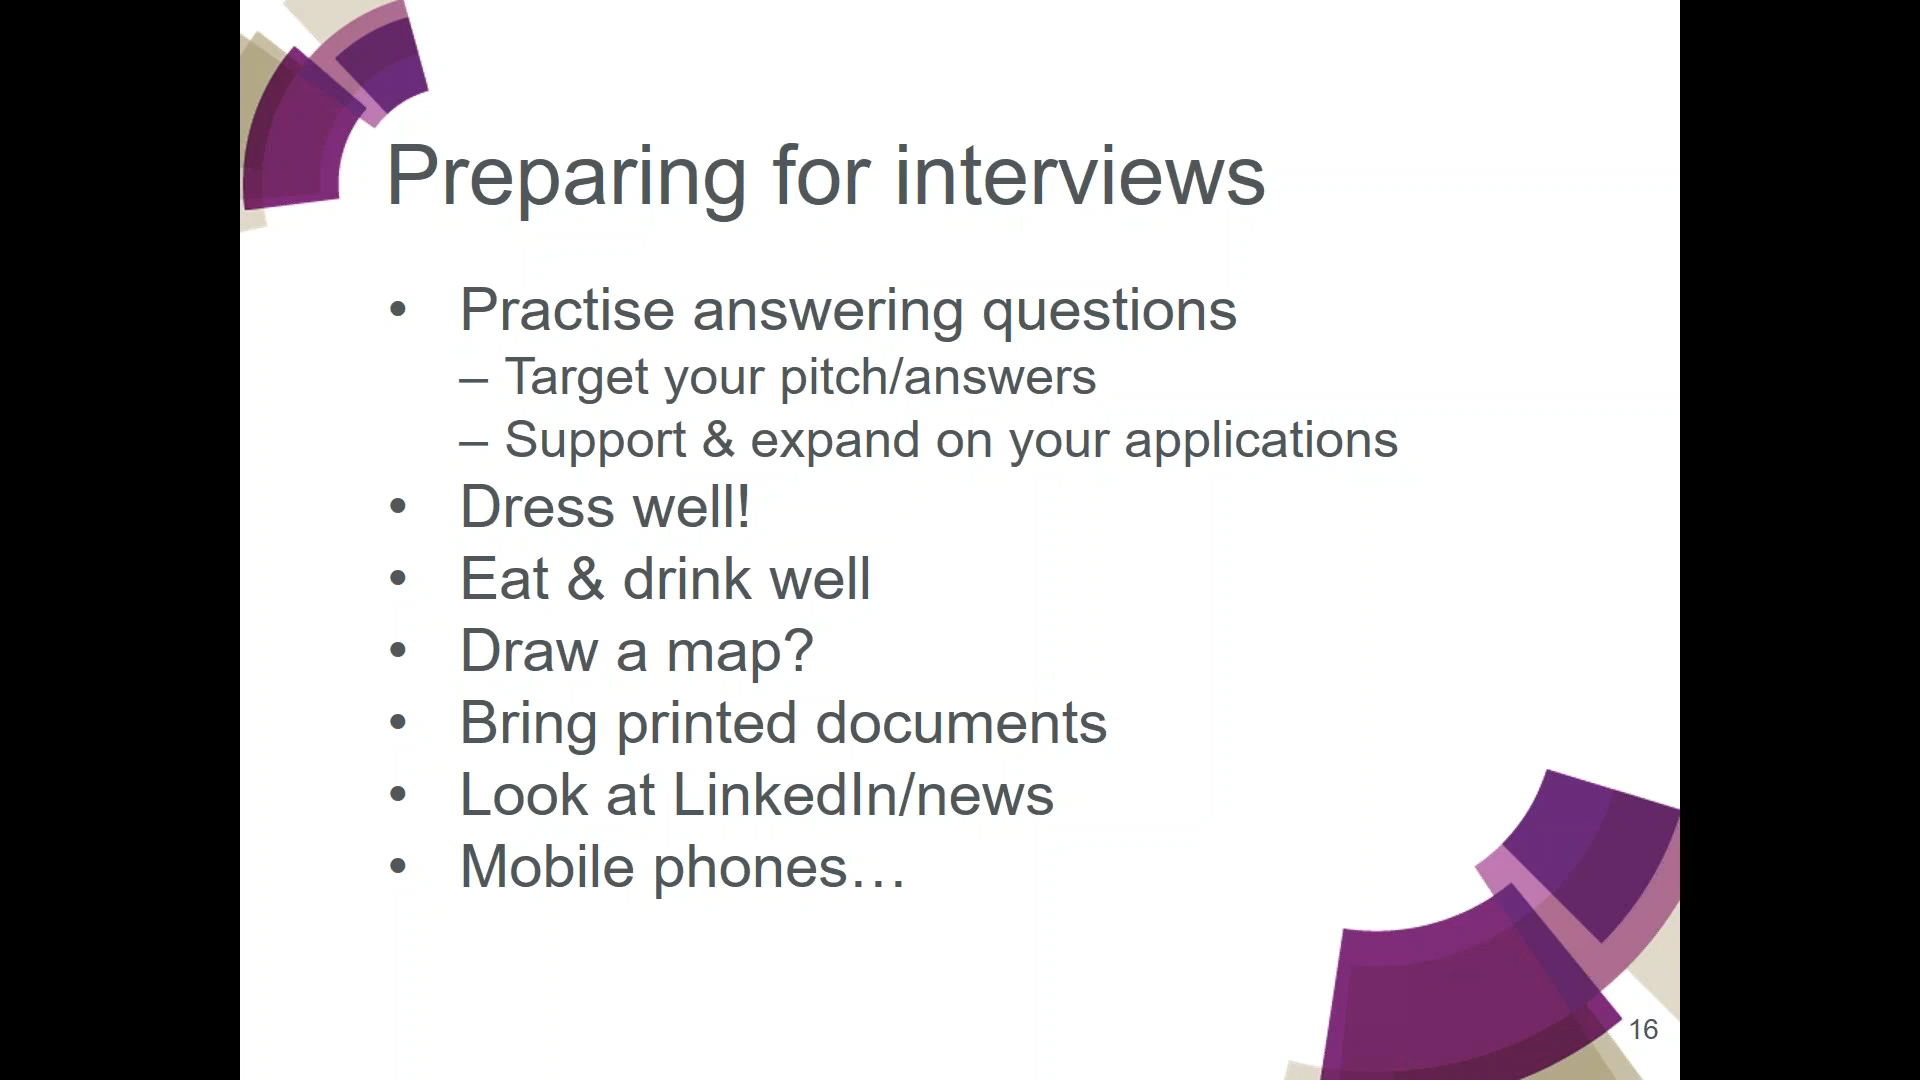 Preparing for interviews
• Practise answering questions
– Target your pitch/answers
– Support & expand on your applications
• Dress well!
• Eat & drink well
• Draw a map?
• Bring printed documents
• Look at LinkedIn/news
• Mobile phones…
16